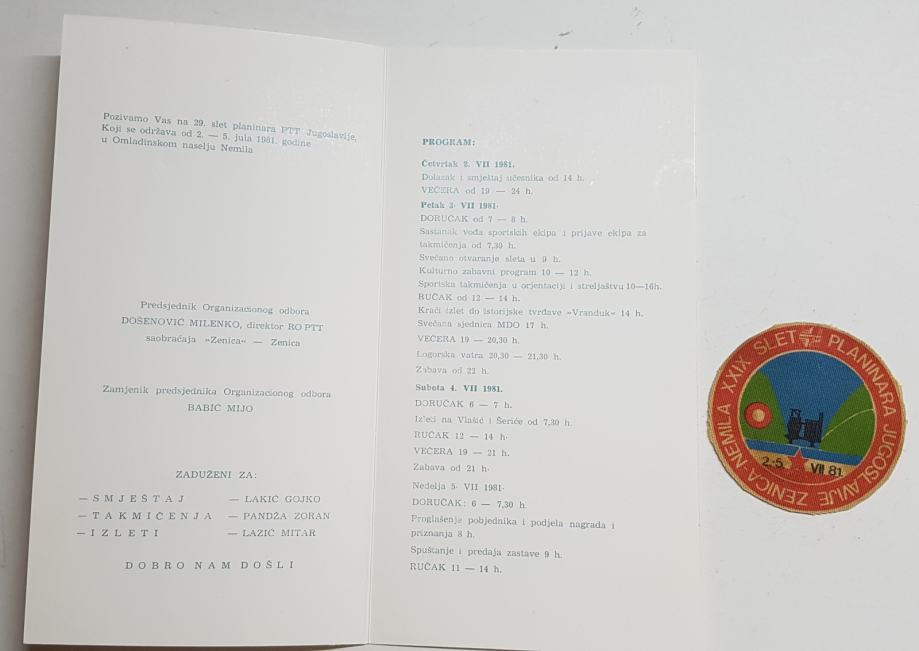 Pozivamo Vas na 29. slet planinara PTT Jugoslavije,
Koji se održava od 2. — 5. jula 1981. godine
u Omladinskom naselju Nemila
Predsjednik Organizacionog odbora
DOŠENOVIĆ MILENKO, direktor RO PTT
saobraćaja »Zenica« — Zenica
Zamjenik predsjednika Organizacionog odbora
BABIĆ MIJO
ZADUŽENI ZA:
— SMJEŠTAJ — LAKIĆ GOJKO
— TAKMIČENJA — PANDŽA ZORAN
— IZLETI — LAZIĆ MITAR
DOBRO NAM DOŠLI
PROGRAM:
Četvrtak 2. VII 1981.
Dolazak i smještaj učesnika od 14 h.
VEČERA od 19 — 24 h.
Petak 3. VII 1981.
DORUČAK od 7 — 8 h.
Sastanak vođa sportskih ekipa i prijave ekipa za
takmičenja od 7,30 h.
Svečano otvaranje sleta u 9 h.
Kulturno zabavni program 10 — 12 h.
Sportska takmičenja u orjentaciji i streljaštvu 10—16h.
RUČAK od 12 — 14 h.
Kraći izlet do istorijske tvrđave »Vranduk« 14 h.
Svečana sjednica MDO 17 h.
VEČERA 19 — 20,30 h.
Logorska vatra 20,30 — 21,30 h.
Zabava od 22 h.
Subota 4. VII 1981.
DORUČAK 6 — 7 h.
Izleti na Vlašić i Šeriće od 7,30 h.
RUČAK 12 — 14 h.
VEČERA 19 — 21 h.
Zabava od 21 h.
Nedelja 5. VII 1981.
DORUČAK: 6 — 7,30 h.
Proglašenje pobjednika i podjela nagrada i
priznanja 8 h.
Spuštanje i predaja zastave 9 h.
RUČAK 11 — 14 h.
ZENICA-NEMILA XXIX SLET PLANINARA JUGOSLAVIJE
2-5 VII 81